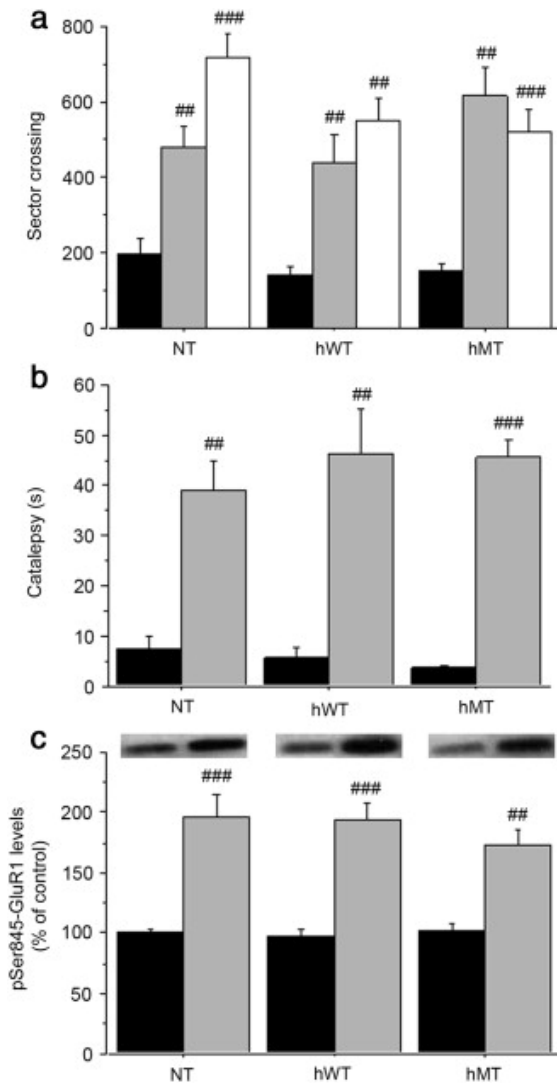 a
800
600
400
200
0
Sector crossing
##
###
##
##
##
###
NT
hWT
hMT
b
60
50
40
30
20
10
0
Catalepsy (s)
##
##
###
NT
hWT
hMT
c
250
200
150
100
50
0
pSer845-GluR1 levels
(% of control)
###
###
##
NT
hWT
hMT